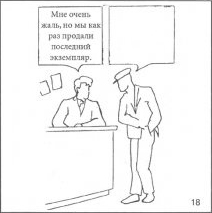 Мне очень
жаль, но мы как
раз продали
последний
экземпляр.
18